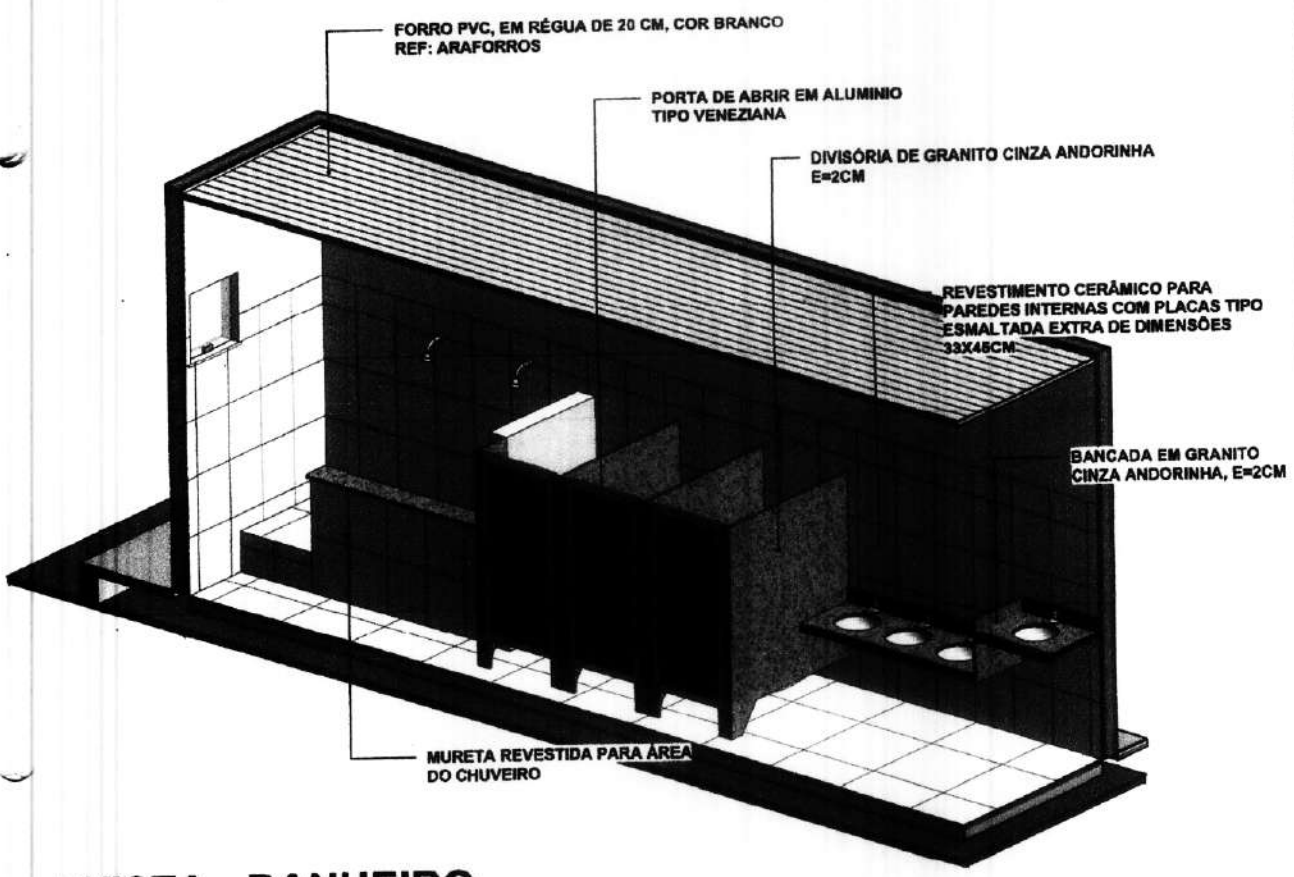 FORRO PVC, EM RÉGUA DE 20 CM, COR BRANCO
REF: ARAFORROS
PORTA DE ABRIR EM ALUMINIO
TIPO VENEZIANA
DIVISÓRIA DE GRANITO CINZA ANDORINHA
E=2CM
REVESTIMENTO CERÂMICO PARA
PAREDES INTERNAS COM PLACAS TIPO
ESMALTADA EXTRA DE DIMENSÕES
33X45CM
BANCADA EM GRANITO
CINZA ANDORINHA, E=2CM
MURETA REVESTIDA PARA ÁREA
DO CHUVEIRO
BANHEIRO